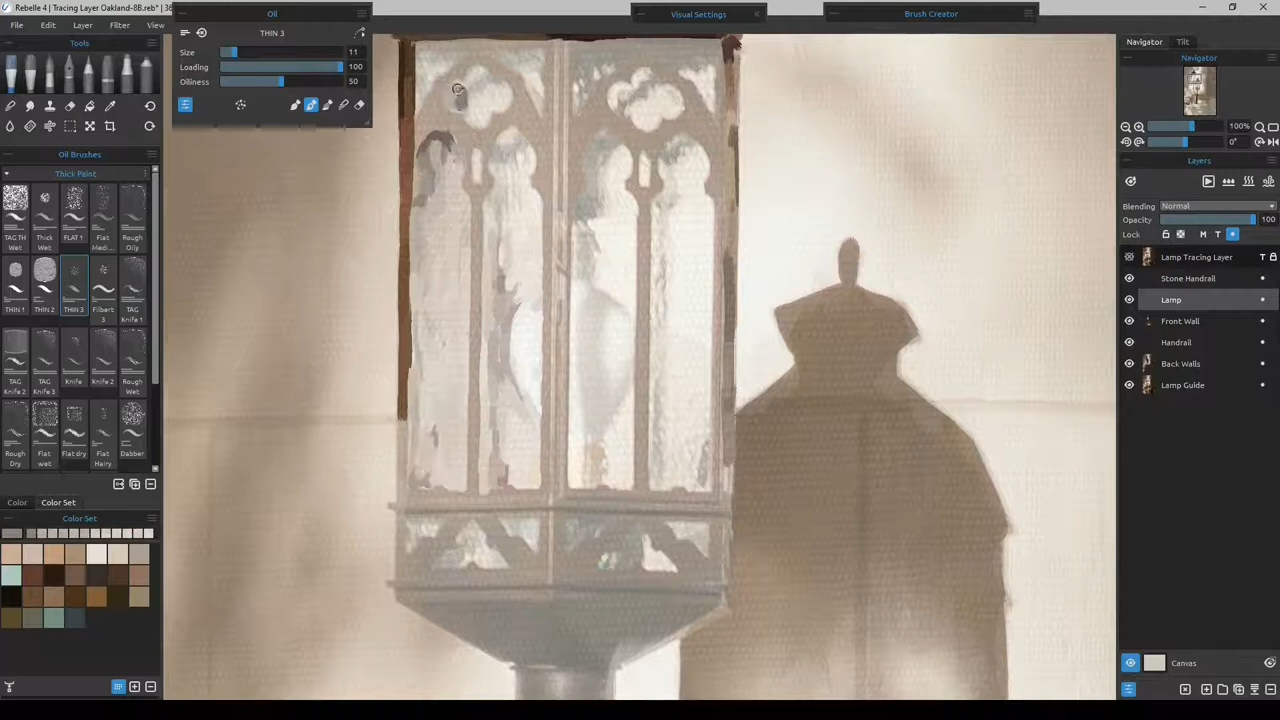 Rebelle 4 | Tracing Layer Oakland-8B.reb* | 36
File Edit Layer Filter View
Tools
Oil
THIN 3
Size 11
Loading 100
Oiliness 50
Visual Settings
Brush Creator
Oil Brushes
Thick Paint
TAG TH Wet
Thick Wet
FLAT 1
Flat Medi...
Rough Oily
THIN 1
THIN 2
THIN 3
Filbert 3
TAG Knife 1
TAG Knife 2
TAG Knife 3
Knife
Knife 2
Rough Wet
Rough Dry
Flat wet
Flat dry
Flat Hairy
Dabber
Color Color Set
Color Set
Navigator Tilt
Navigator
100%
0°
Layers
Blending Normal
Opacity 100
Lock M T
Lamp Tracing Layer T
Stone Handrail
Lamp
Front Wall
Handrail
Back Walls
Lamp Guide
Canvas